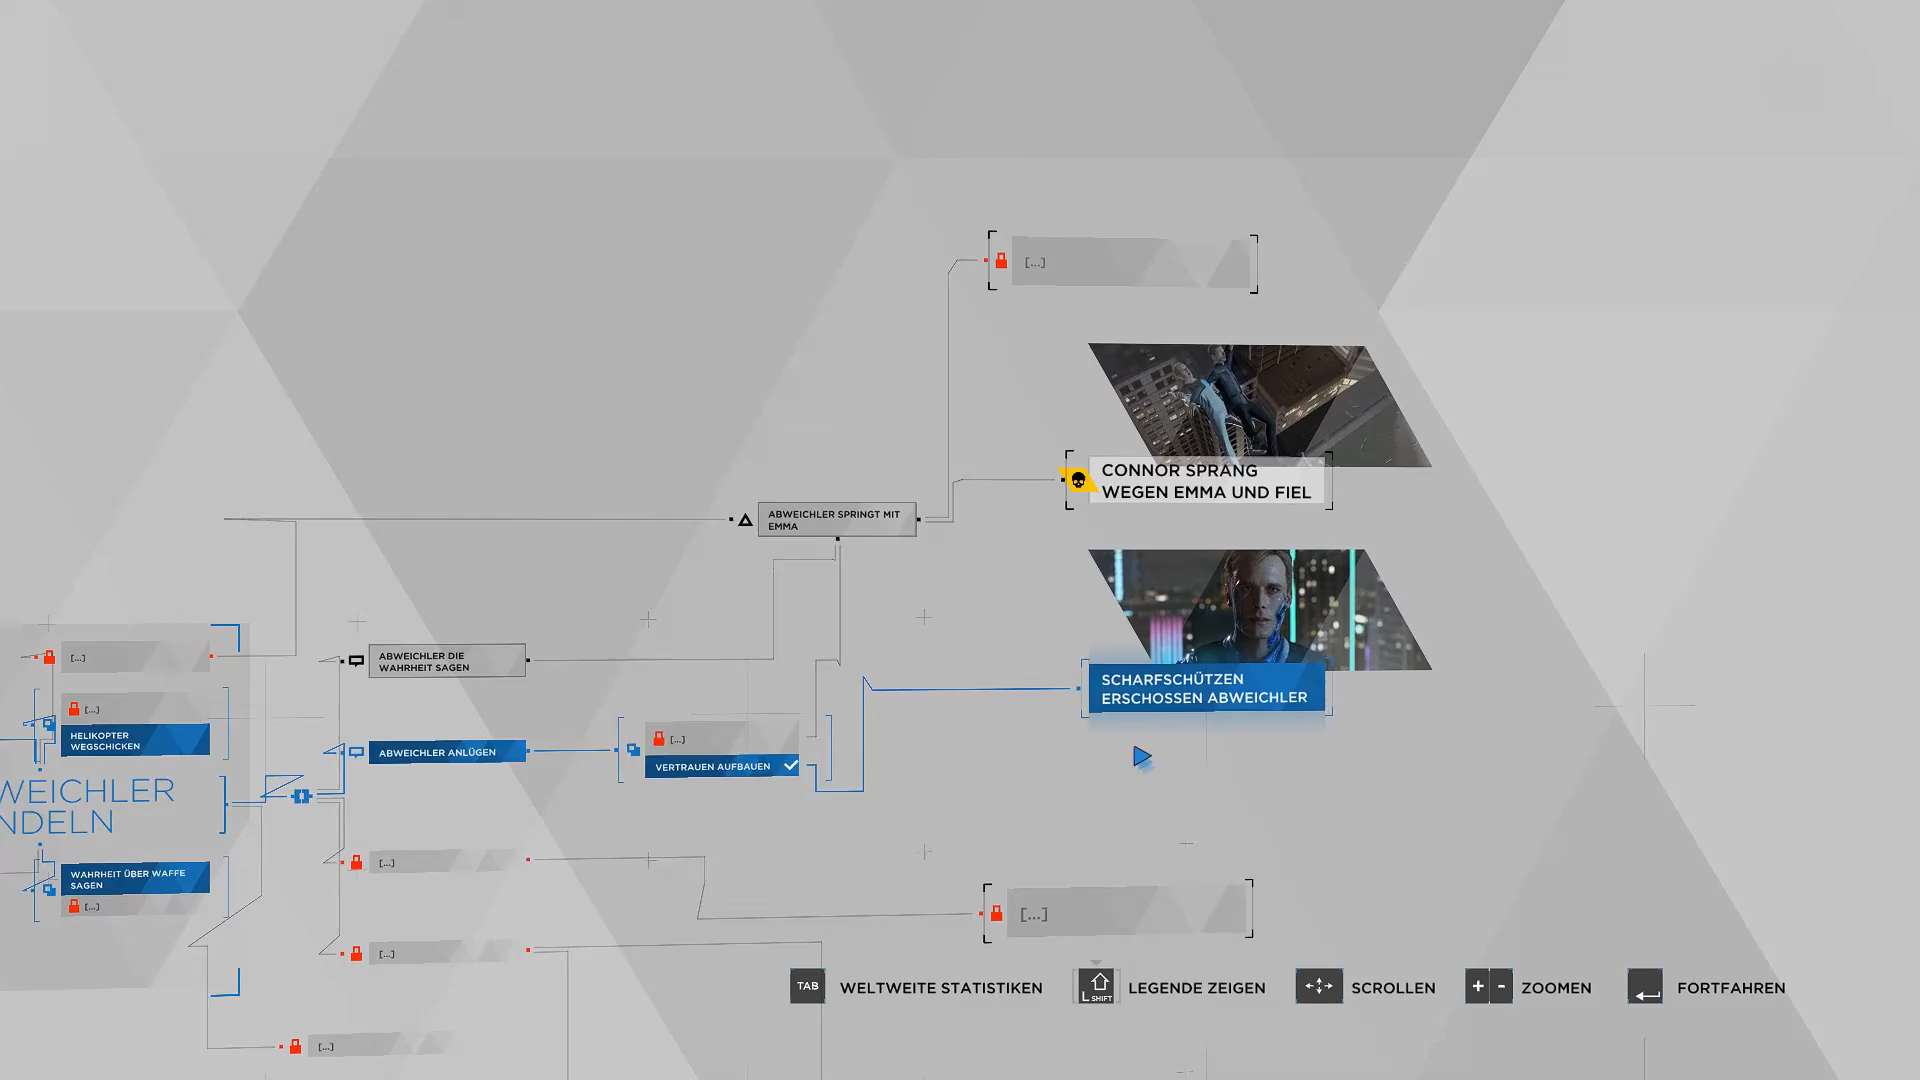 [...]
CONNOR SPRANG
WEGEN EMMA UND FIEL
ABWEICHLER SPRINGT MIT
EMMA
[...]
ABWEICHLER DIE
WAHRHEIT SAGEN
SCHARFSCHÜTZEN
ERSCHOSSEN ABWEICHLER
[...]
HELIKOPTER
WEGSCHICKEN
ABWEICHLER ANLÜGEN
[...]
VERTRAUEN AUFBAUEN
WEICHLER
NDELN
WAHRHEIT ÜBER WAFFE
SAGEN
[...]
[...]
[...]
[...]
TAB WELTWEITE STATISTIKEN
L SHIFT LEGENDE ZEIGEN
SCROLLEN
+ - ZOOMEN
FORTFAHREN
[...]